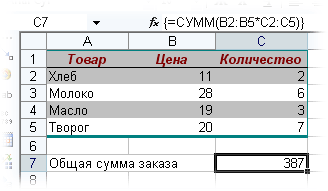 C7 fx {=СУММ(B2:B5*C2:C5)}
A B C
1 Товар Цена Количество
2 Хлеб 11 2
3 Молоко 28 6
4 Масло 19 3
5 Творог 20 7
6
7 Общая сумма заказа 387
8